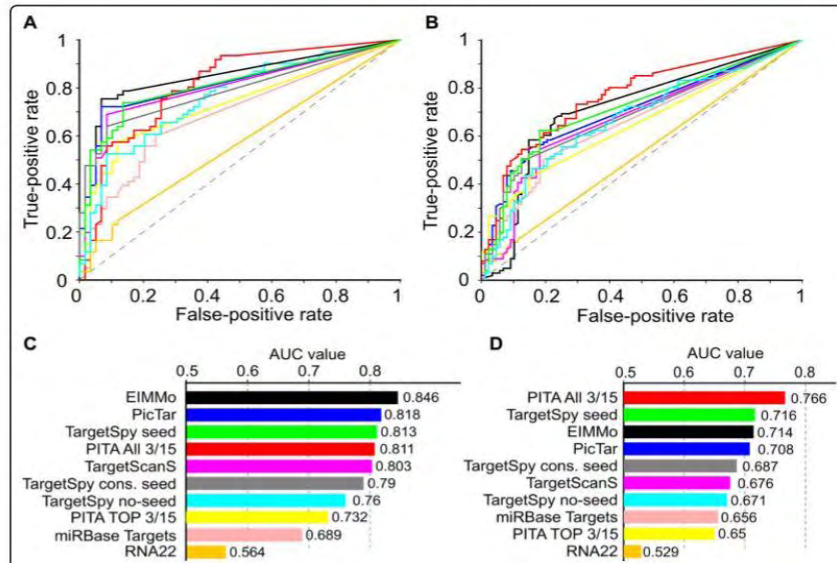 A
B
1
0.8
0.6
0.4
0.2
0
True-positive rate
0
0.2
0.4
0.6
0.8
1
False-positive rate
1
0.8
0.6
0.4
0.2
0
True-positive rate
0
0.2
0.4
0.6
0.8
1
False-positive rate
C
AUC value
0.5 0.6 0.7 0.8
EIMMo 0.846
PicTar 0.818
TargetSpy seed 0.813
PITA All 3/15 0.811
TargetScanS 0.803
TargetSpy cons. seed 0.79
TargetSpy no-seed 0.76
PITA TOP 3/15 0.732
miRBase Targets 0.689
RNA22 0.564
D
AUC value
0.5 0.6 0.7 0.8
PITA All 3/15 0.766
TargetSpy seed 0.716
EIMMo 0.714
PicTar 0.708
TargetSpy cons. seed 0.687
TargetScanS 0.676
TargetSpy no-seed 0.671
miRBase Targets 0.656
PITA TOP 3/15 0.65
RNA22 0.529